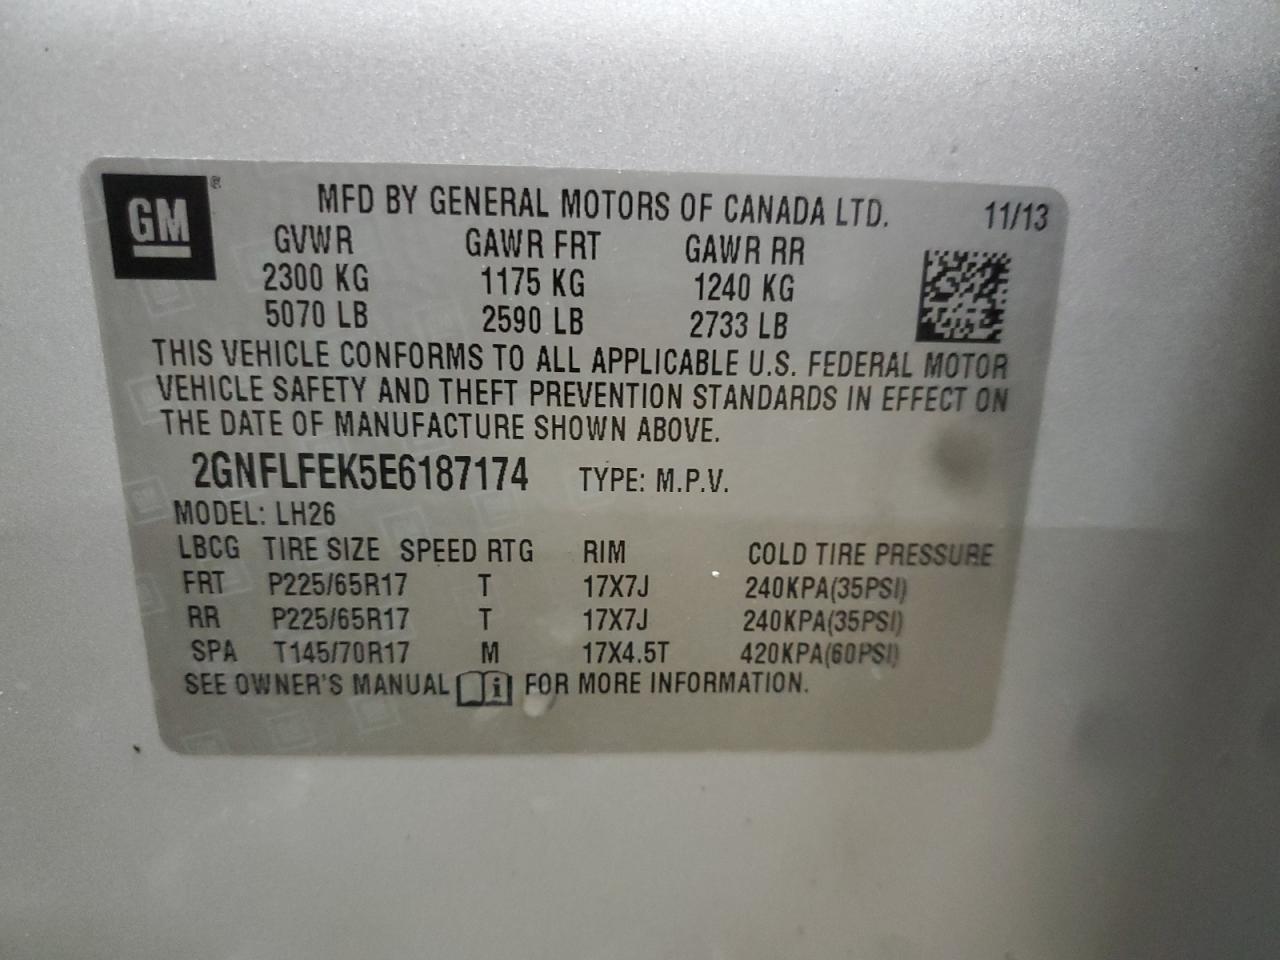 GM ®
MFD BY GENERAL MOTORS OF CANADA LTD. 11/13
GVWR GAWR FRT GAWR RR
2300 KG 1175 KG 1240 KG
5070 LB 2590 LB 2733 LB
THIS VEHICLE CONFORMS TO ALL APPLICABLE U.S. FEDERAL MOTOR
VEHICLE SAFETY AND THEFT PREVENTION STANDARDS IN EFFECT ON
THE DATE OF MANUFACTURE SHOWN ABOVE.
2GNFLFEK5E6187174 TYPE: M.P.V.
MODEL: LH26
LBCG TIRE SIZE SPEED RTG RIM COLD TIRE PRESSURE
FRT P225/65R17 T 17X7J 240KPA(35PSI)
RR P225/65R17 T 17X7J 240KPA(35PSI)
SPA T145/70R17 M 17X4.5T 420KPA(60PSI)
SEE OWNER'S MANUAL FOR MORE INFORMATION.